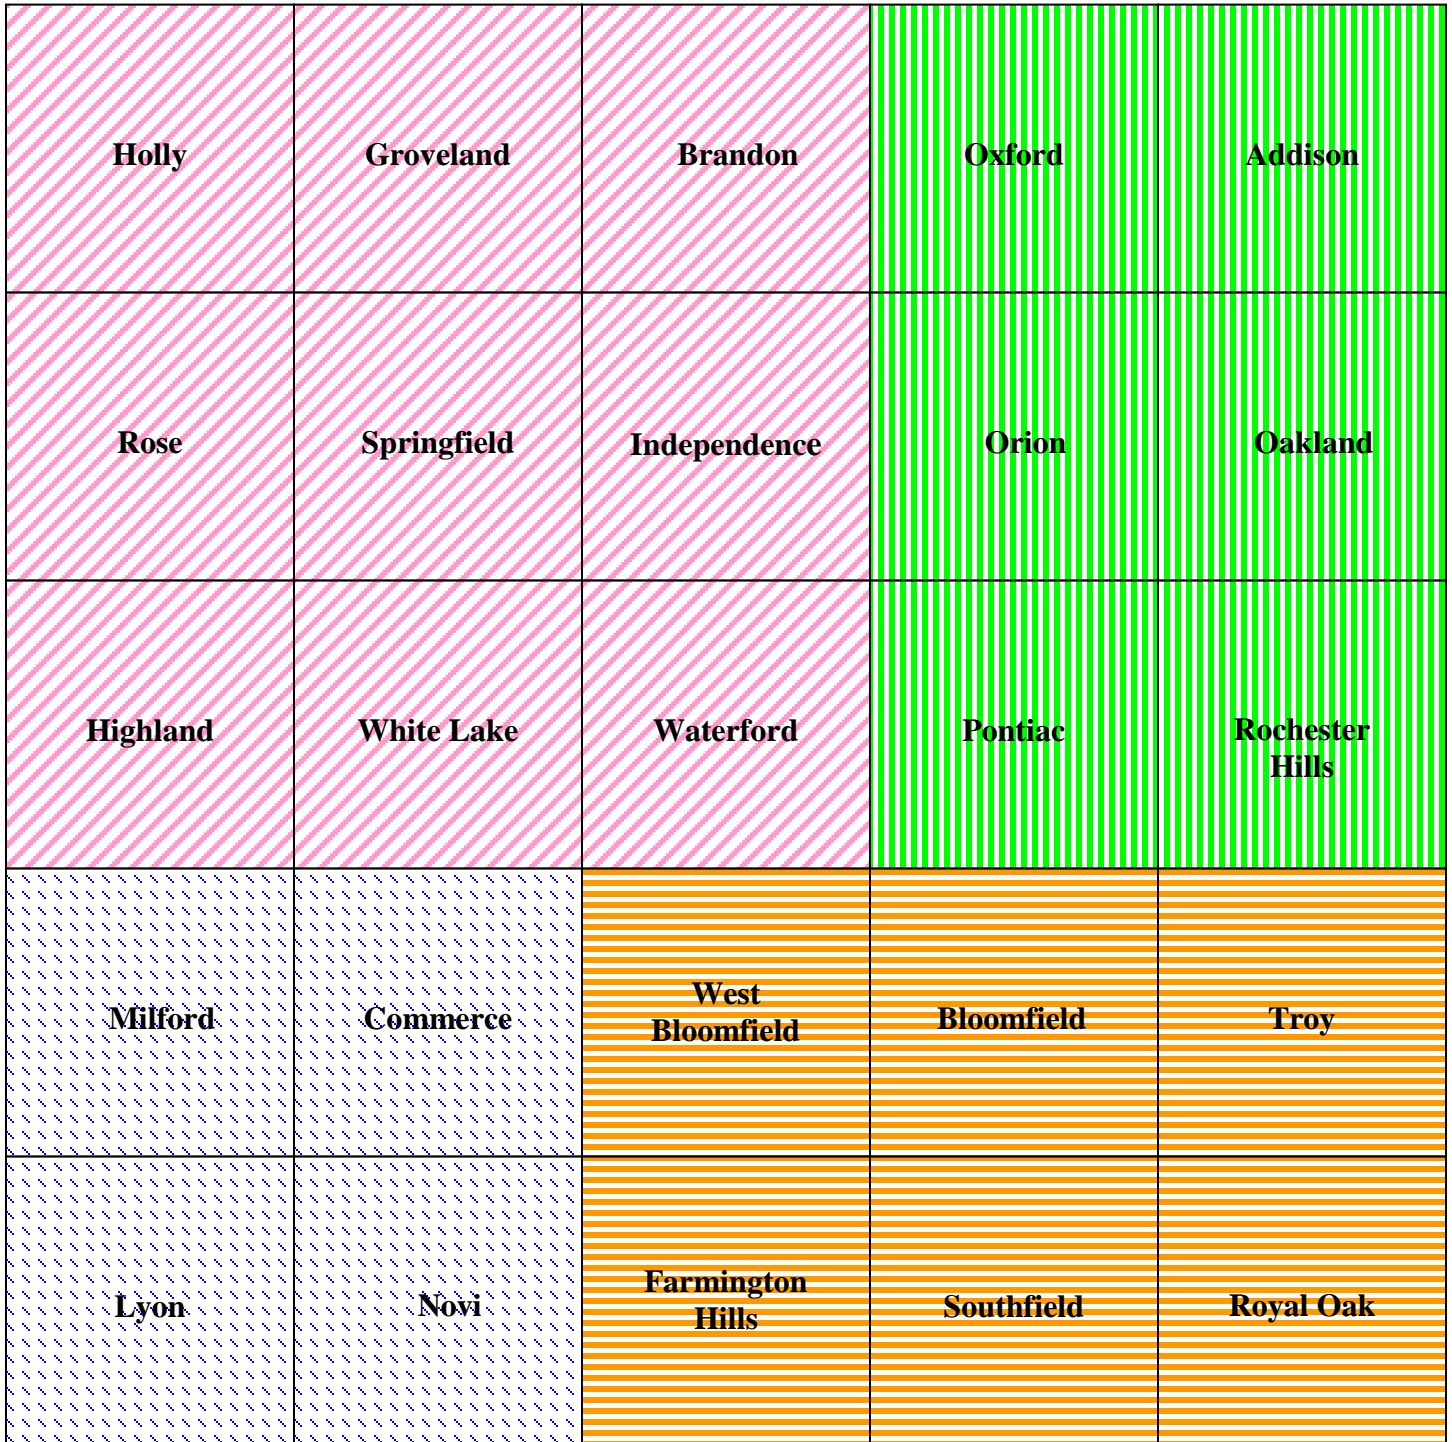 Holly
Groveland
Brandon
Oxford
Addison
Rose
Springfield
Independence
Orion
Oakland
Highland
White Lake
Waterford
Pontiac
Rochester
Hills
Milford
Commerce
West
Bloomfield
Bloomfield
Troy
Lyon
Novi
Farmington
Hills
Southfield
Royal Oak